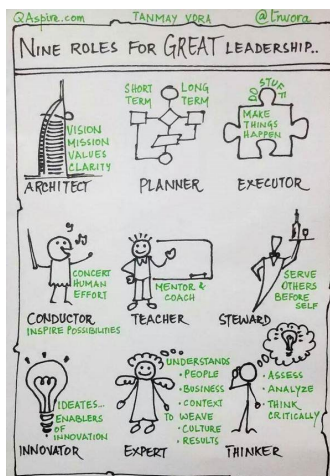 QAspire.com TANMAY VORA @tnvora
NINE ROLES FOR GREAT LEADERSHIP..
VISION
MISSION
VALUES
CLARITY
ARCHITECT
SHORT TERM
LONG TERM
PLANNER
DO STUFF
MAKE
THINGS
HAPPEN
EXECUTOR
CONCERT
HUMAN
EFFORT
CONDUCTOR
INSPIRE POSSIBILITIES
MENTOR &
COACH
TEACHER
SERVE
OTHERS
BEFORE
SELF
STEWARD
IDEATES...
ENABLERS
OF
INNOVATION
INNOVATOR
UNDERSTANDS
• PEOPLE
• BUSINESS
• CONTEXT
TO WEAVE
• CULTURE
• RESULTS
EXPERT
• ASSESS
• ANALYZE
• THINK
CRITICALLY
THINKER